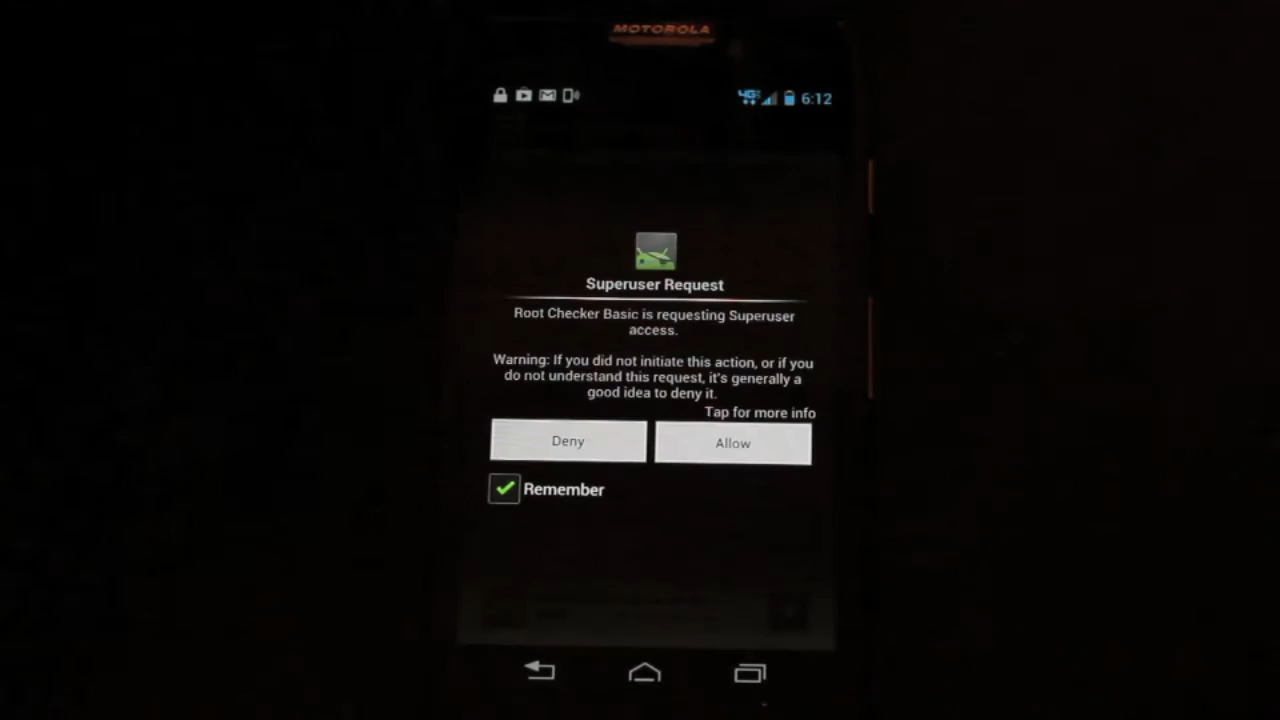 MOTOROLA
4G 6:12
Superuser Request
Root Checker Basic is requesting Superuser
access.
Warning: If you did not initiate this action, or if you
do not understand this request, it's generally a
good idea to deny it.
Tap for more info
Deny Allow
Remember